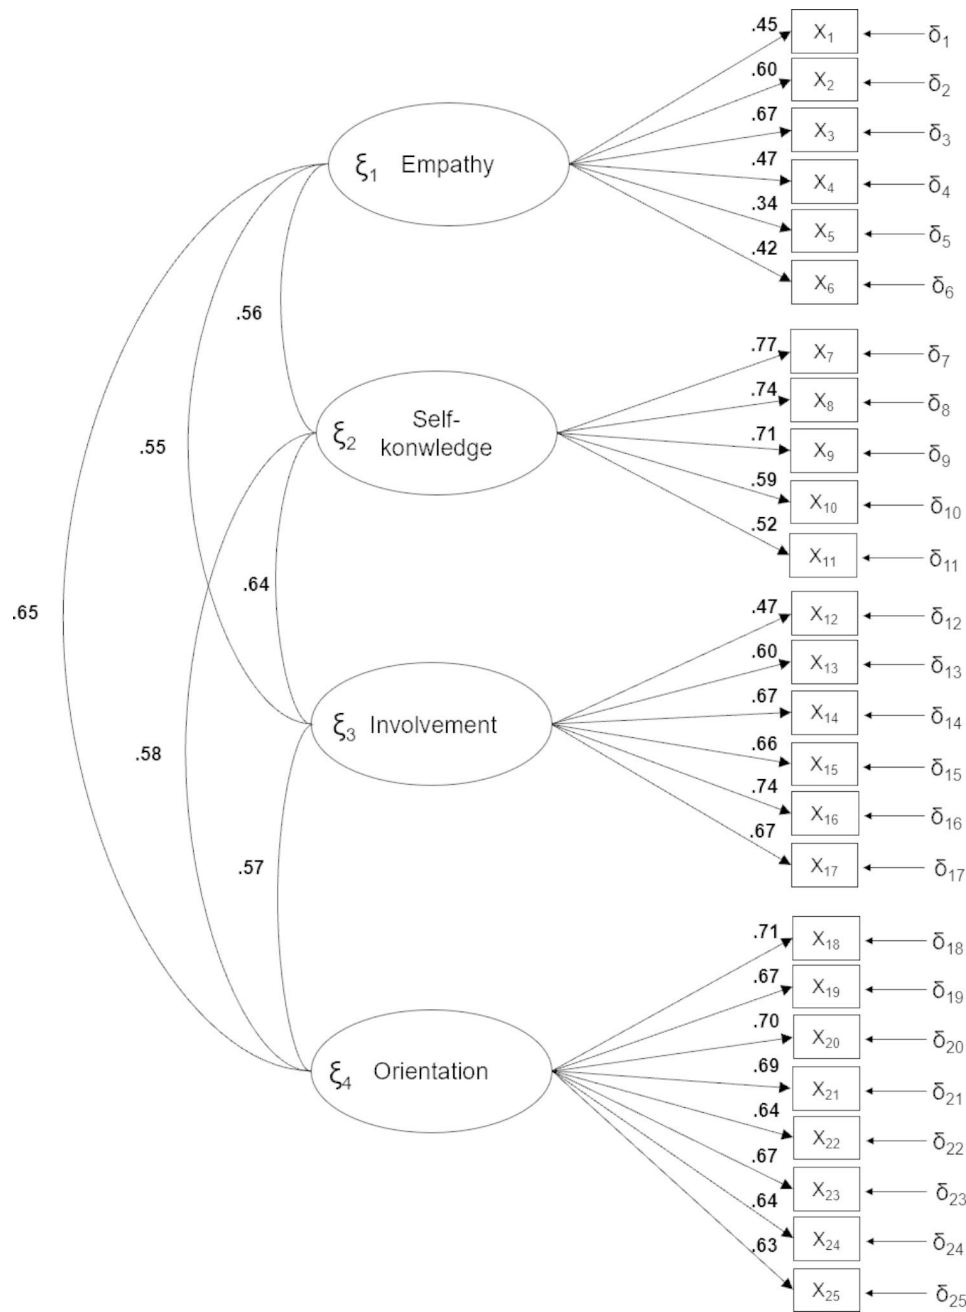 .45 X₁ δ₁
.60 X₂ δ₂
.67 X₃ δ₃
ξ₁ Empathy
.47 X₄ δ₄
.34 X₅ δ₅
.42 X₆ δ₆
.56
.77 X₇ δ₇
.74 X₈ δ₈
ξ₂ Self-
konwledge
.71 X₉ δ₉
.59 X₁₀ δ₁₀
.52 X₁₁ δ₁₁
.55
.64
.65
.47 X₁₂ δ₁₂
.60 X₁₃ δ₁₃
.67 X₁₄ δ₁₄
ξ₃ Involvement
.66 X₁₅ δ₁₅
.74 X₁₆ δ₁₆
.67 X₁₇ δ₁₇
.58
.57
.71 X₁₈ δ₁₈
.67 X₁₉ δ₁₉
.70 X₂₀ δ₂₀
ξ₄ Orientation
.69 X₂₁ δ₂₁
.64 X₂₂ δ₂₂
.67 X₂₃ δ₂₃
.64 X₂₄ δ₂₄
.63 X₂₅ δ₂₅